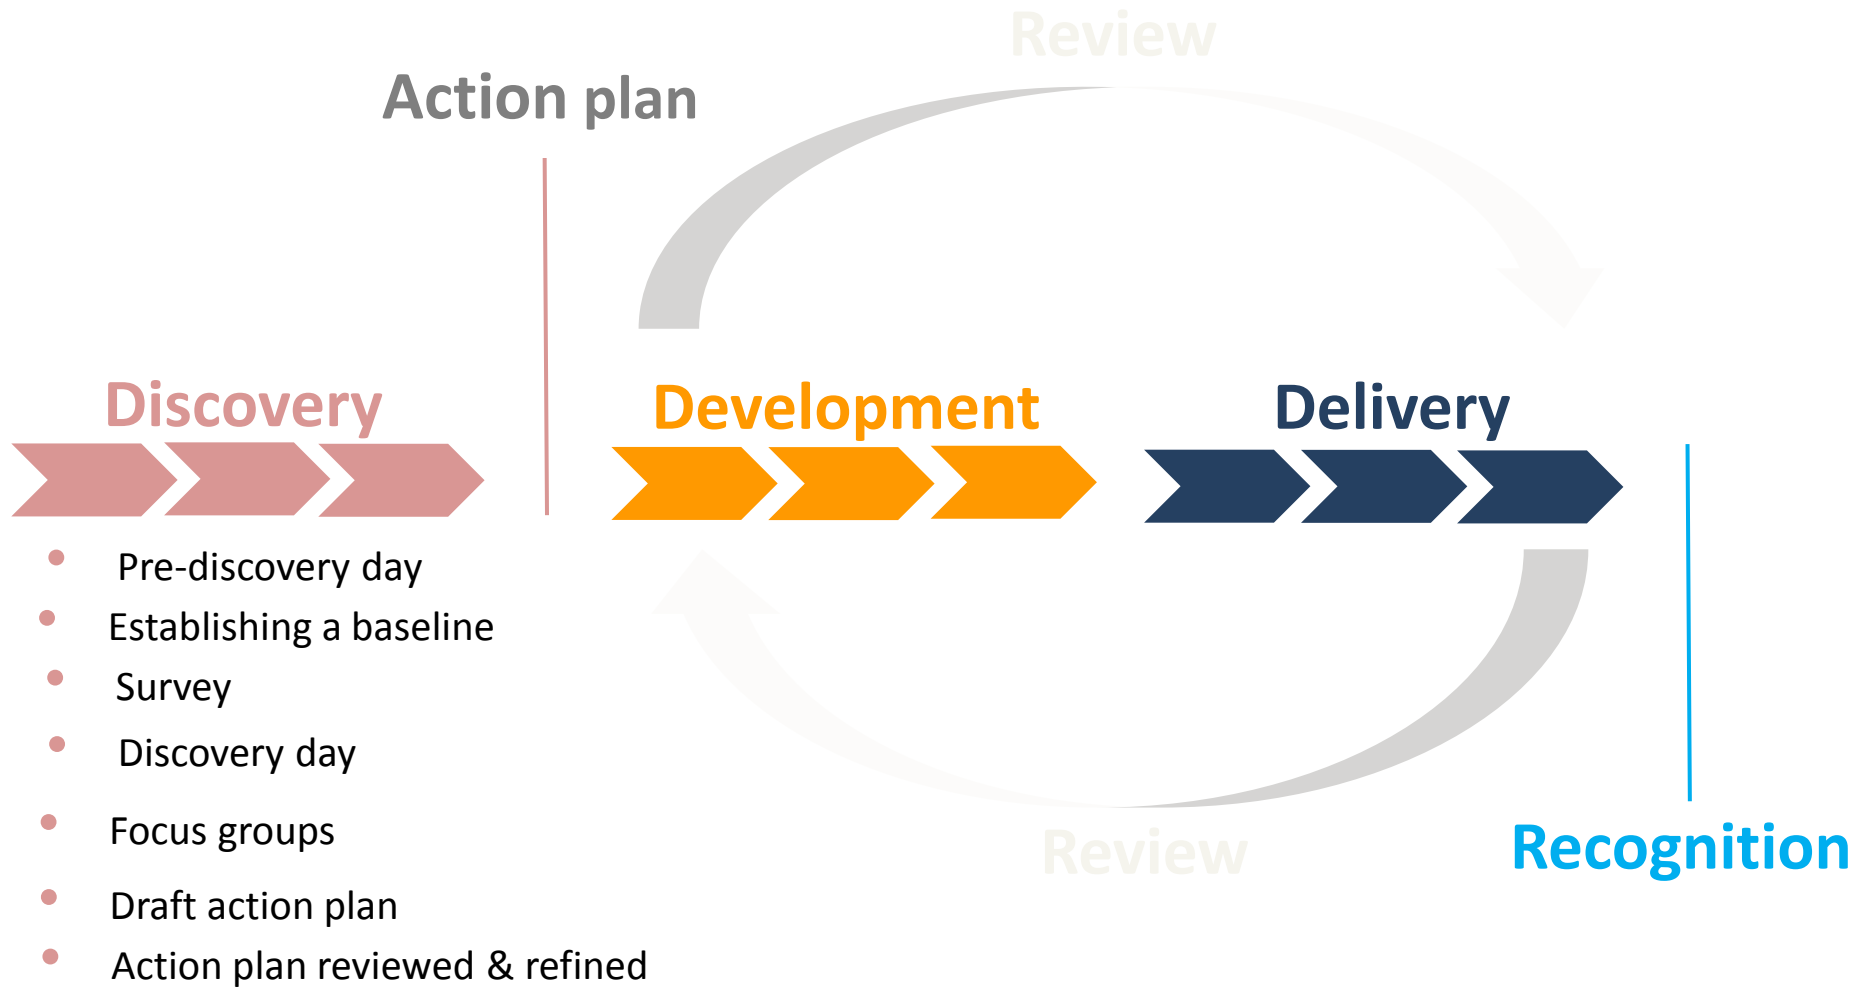 Review
Action plan
Discovery
Development
Delivery
Pre-discovery day
Establishing a baseline
Survey
Discovery day
Focus groups
Draft action plan
Action plan reviewed & refined
Review
Recognition